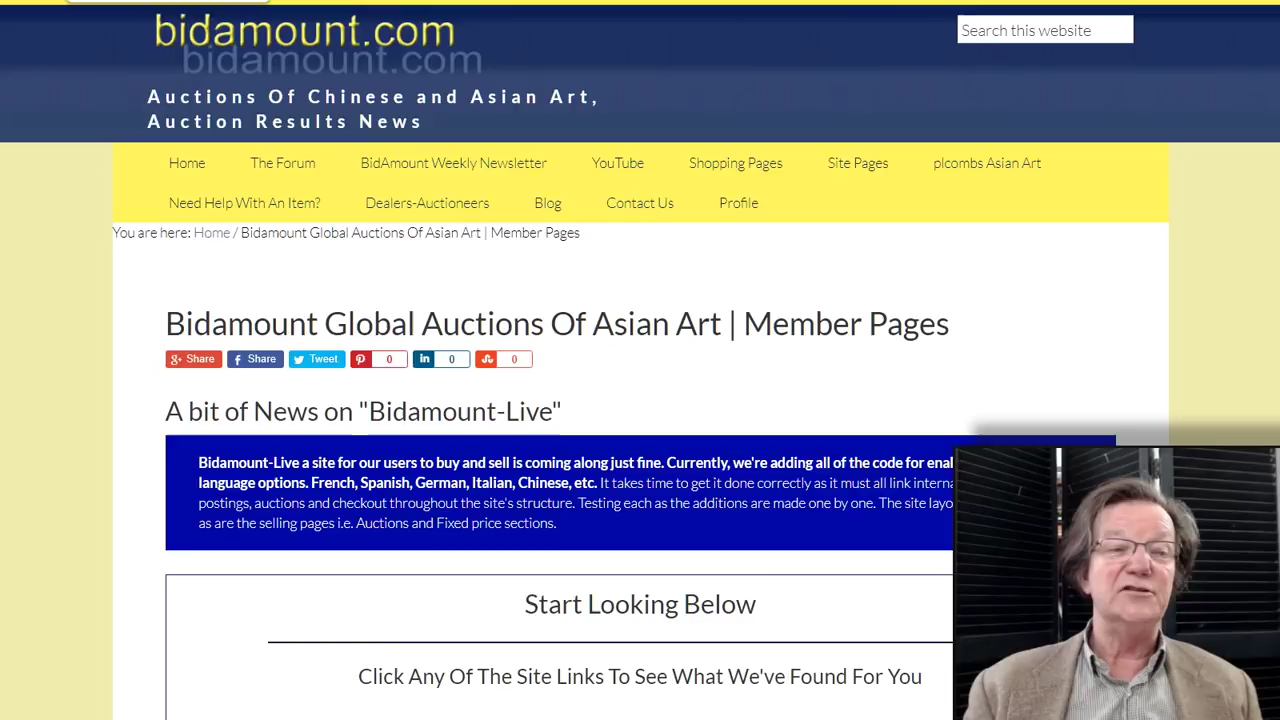 bidamount.com
bidamount.com
Search this website
Auctions Of Chinese and Asian Art,
Auction Results News
Home The Forum BidAmount Weekly Newsletter YouTube Shopping Pages Site Pages plcombs Asian Art
Need Help With An Item? Dealers-Auctioneers Blog Contact Us Profile
You are here: Home / Bidamount Global Auctions Of Asian Art | Member Pages
Bidamount Global Auctions Of Asian Art | Member Pages
Share Share Tweet 0 0 0
A bit of News on "Bidamount-Live"
Bidamount-Live a site for our users to buy and sell is coming along just fine. Currently, we're adding all of the code for enal
language options. French, Spanish, German, Italian, Chinese, etc. It takes time to get it done correctly as it must all link interna
postings, auctions and checkout throughout the site's structure. Testing each as the additions are made one by one. The site layo
as are the selling pages i.e. Auctions and Fixed price sections.
Start Looking Below
Click Any Of The Site Links To See What We've Found For You